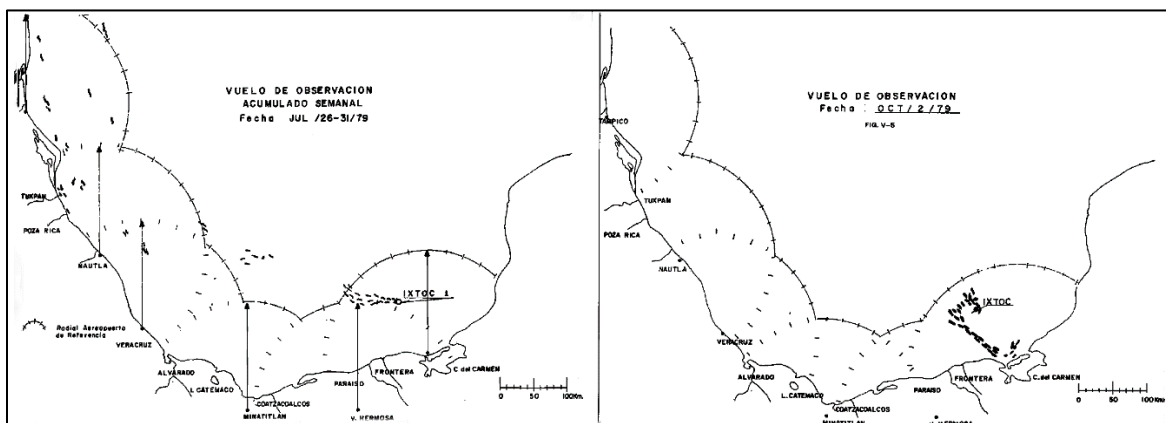 VUELO DE OBSERVACION
ACUMULADO SEMANAL
Fecha JUL /26-31/79
TUXPAN
POZA RICA
NAUTLA
IXTOC 1
Radial Aereopuerto
de Referencia
VERACRUZ
ALVARADO
L. CATEMACO
COATZACOALCOS
MINATITLAN
PARAISO
FRONTERA
V. HERMOSA
C. del CARMEN
0 50 100Km.
VUELO DE OBSERVACION
Fecha : OCT/2/79
FIG. V-5
TAMPICO
TUXPAN
POZA RICA
NAUTLA
IXTOC
VERACRUZ
ALVARADO
L. CATEMACO
COATZACOALCOS
MINATITLAN
PARAISO
FRONTERA
C. del CARMEN
0 50 100Km.